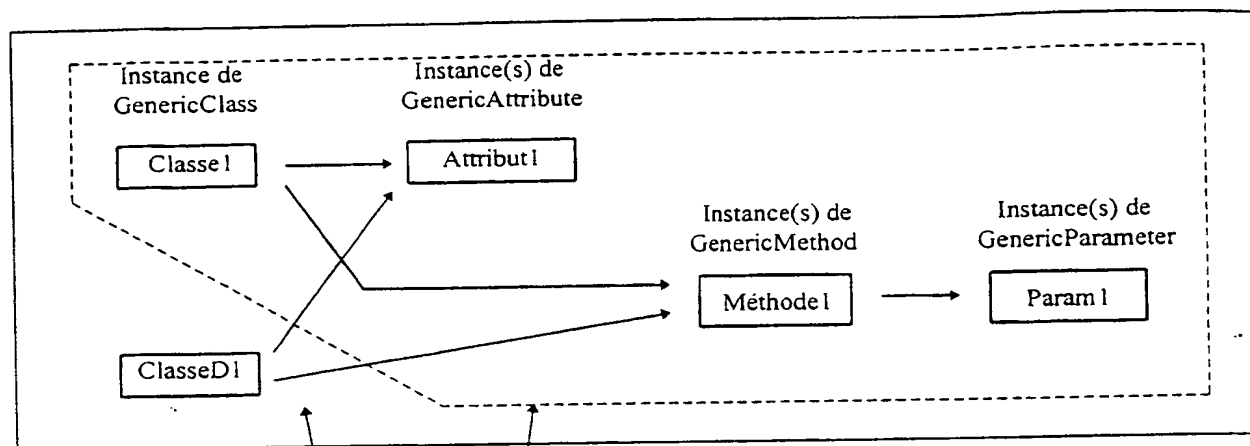 Instance de
GenericClass
Instance(s) de
GenericAttribute
Classe1
Attribut1
Instance(s) de
GenericMethod
Instance(s) de
GenericParameter
Méthode1
Param1
ClasseD1